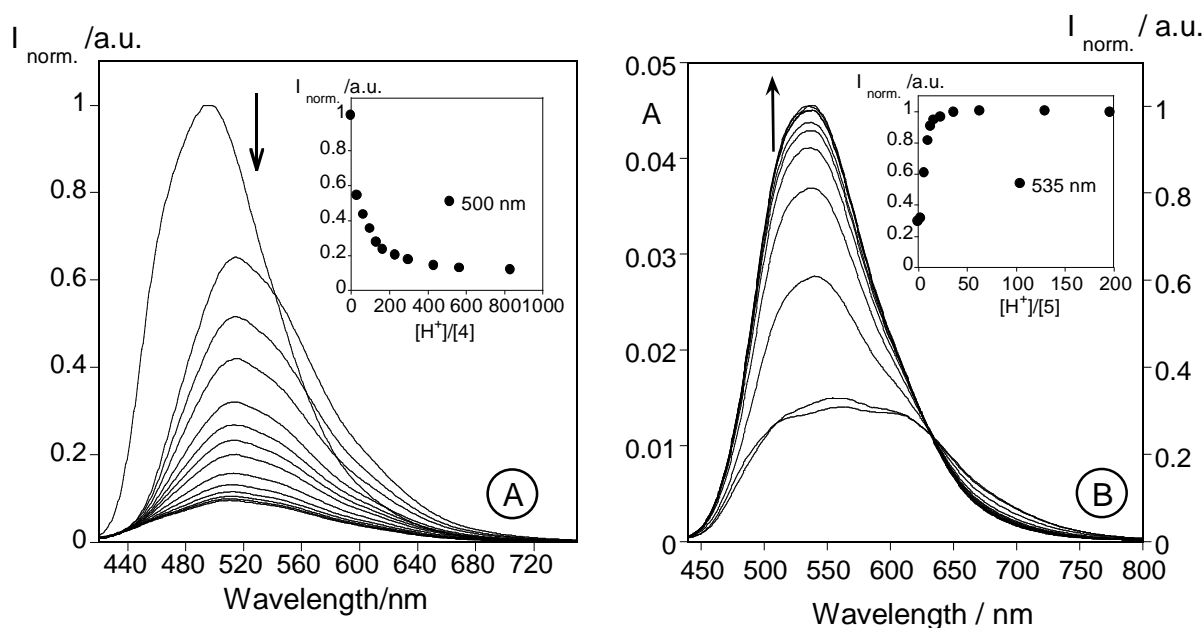 I norm. /a.u.
1
0.8
0.6
0.4
0.2
0
440 480 520 560 600 640 680 720
Wavelength/nm
A
I norm. /a.u.
1
0.8
0.6
0.4
0.2
0
0 200 400 600 800 1000
[H+]/[4]
500 nm
I norm. / a.u.
0.05
A
0.04
0.03
0.02
0.01
0
450 500 550 600 650 700 750 800
Wavelength / nm
B
1
0.8
0.6
0.4
0.2
0
I norm. /a.u.
1
0.8
0.6
0.4
0.2
0
0 50 100 150 200
[H+]/[5]
535 nm